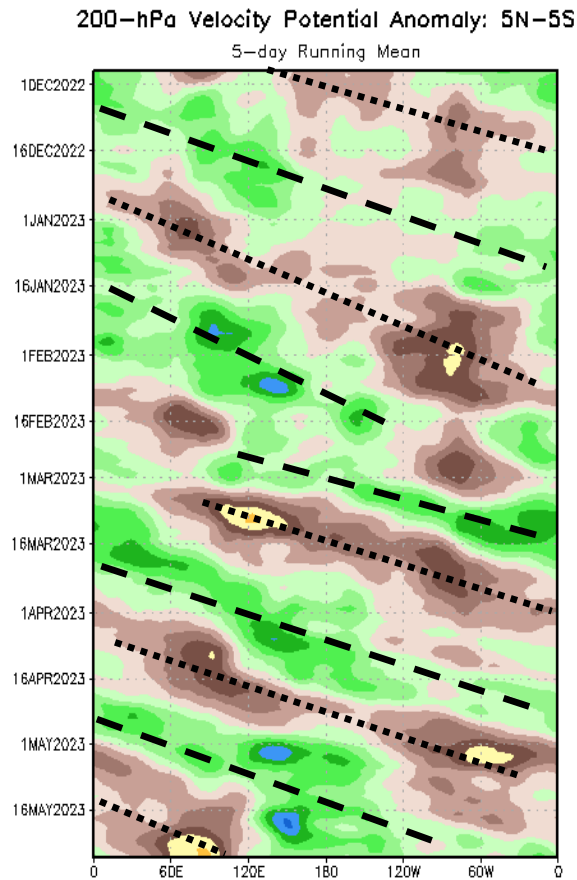 200-hPa Velocity Potential Anomaly: 5N-5S
5-day Running Mean
1DEC2022
16DEC2022
1JAN2023
16JAN2023
1FEB2023
16FEB2023
1MAR2023
16MAR2023
1APR2023
16APR2023
1MAY2023
16MAY2023
0 60E 120E 180 120W 60W 0